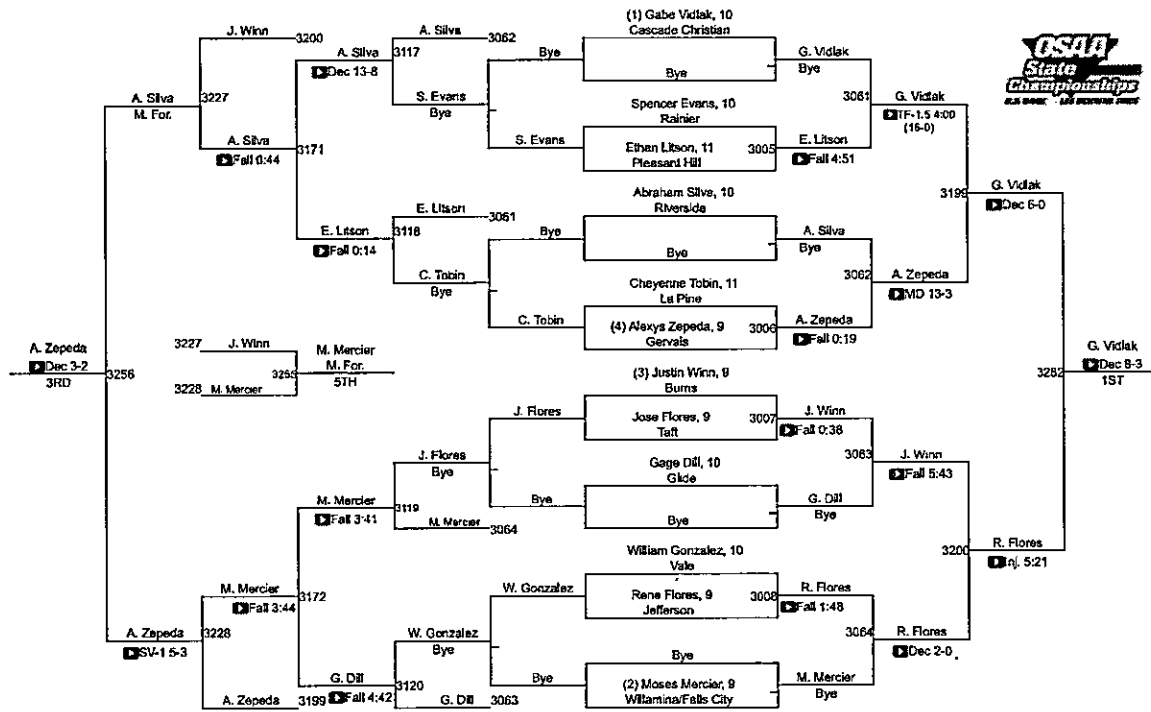 OSAA
State
Championships
(1) Gabe Vidlak, 10
Cascade Christian
Bye
Spencer Evans, 10
Rainier
Ethan Litson, 11
Pleasant Hill
3005
Abraham Silva, 10
Riverside
Bye
Cheyenne Tobin, 11
La Pine
(4) Alexys Zepeda, 9
Gervais
3006
(3) Justin Winn, 9
Burns
Jose Flores, 9
Taft
3007
Gage Dill, 10
Glide
Bye
William Gonzalez, 10
Vale
Rene Flores, 9
Jefferson
3008
Bye
(2) Moses Mercier, 9
Willamina/Falls City
G. Vidlak
Bye
3061
E. Litson
Fall 4:51
A. Silva
Bye
3062
A. Zepeda
Fall 0:19
J. Winn
Fall 0:38
3063
G. Dill
Bye
R. Flores
Fall 1:48
3064
M. Mercier
Bye
G. Vidlak
TF-1.5 4:00
(16-0)
3199
A. Zepeda
MD 13-3
J. Winn
Fall 5:43
3200
R. Flores
Dec 2-0
G. Vidlak
Dec 6-0
3262
R. Flores
Inj. 5:21
G. Vidlak
Dec 8-3
1ST
Bye
S. Evans
Bye
C. Tobin
J. Flores
Bye
W. Gonzalez
Bye
A. Silva
3062
3117
S. Evans
Bye
E. Litson
3061
3118
C. Tobin
Bye
J. Flores
Bye
3119
M. Mercier
3064
W. Gonzalez
Bye
3120
G. Dill
3063
A. Silva
Dec 13-8
3171
E. Litson
Fall 0:14
M. Mercier
Fall 3:41
3172
G. Dill
Fall 4:42
J. Winn
3200
3227
A. Silva
Fall 0:44
M. Mercier
Fall 3:44
3228
A. Zepeda
3199
A. Silva
M. For.
3256
A. Zepeda
SV-1 5-3
A. Zepeda
Dec 3-2
3RD
3227
J. Winn
3228
M. Mercier
M. Mercier
M. For.
5TH